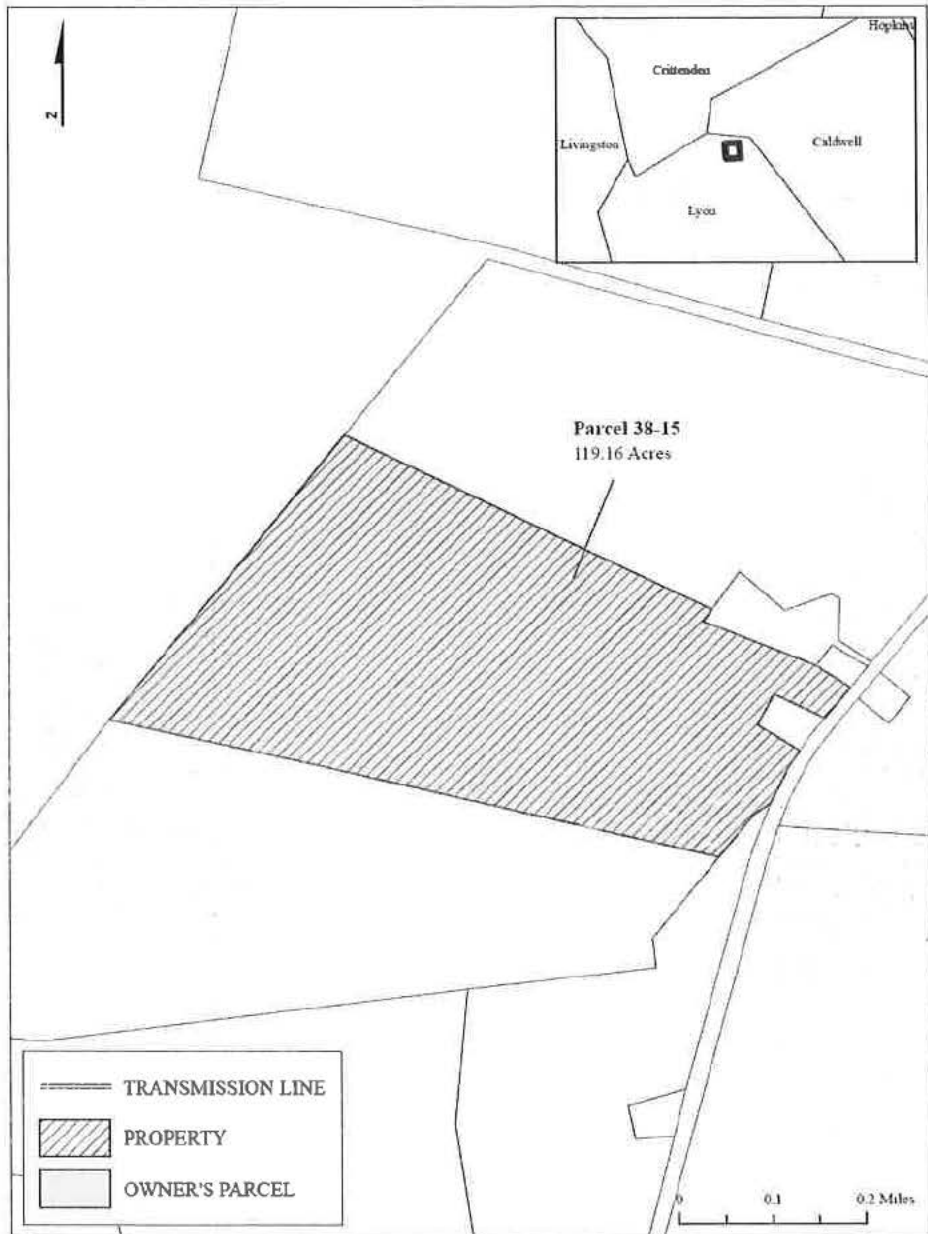 Z
Hopkins
Crittenden
Caldwell
Livingston
Lyon
Parcel 38-15
119.16 Acres
TRANSMISSION LINE
PROPERTY
OWNER'S PARCEL
0 0.1 0.2 Miles